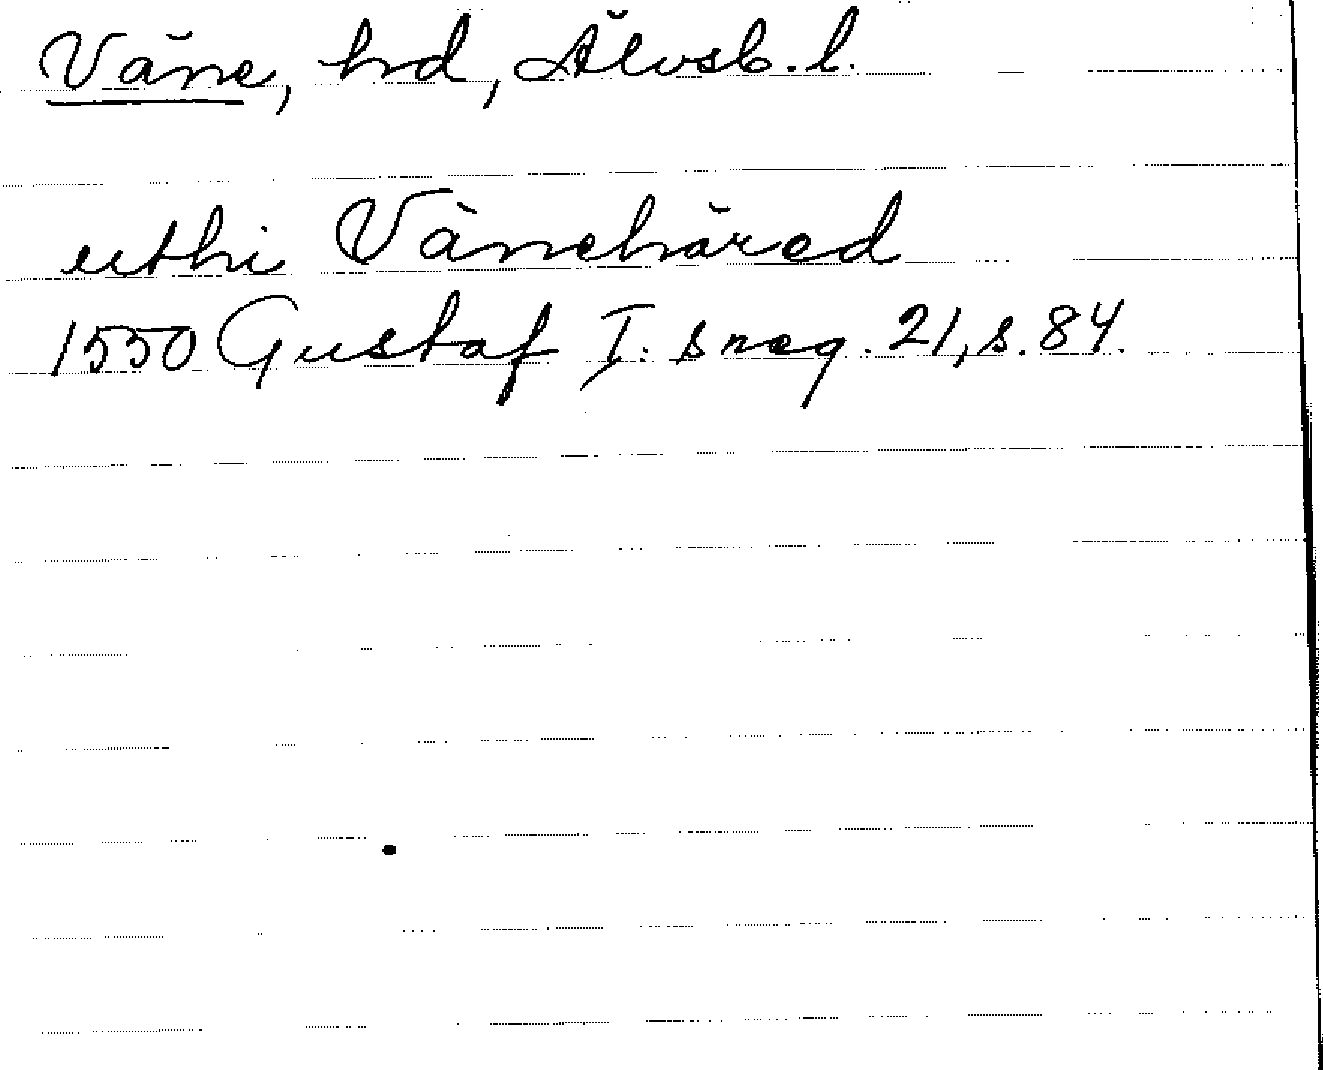 Väne, hd, Älvsb. l.
uthi Vänehäred
1550 Gustaf I:s reg. 21, s. 84.